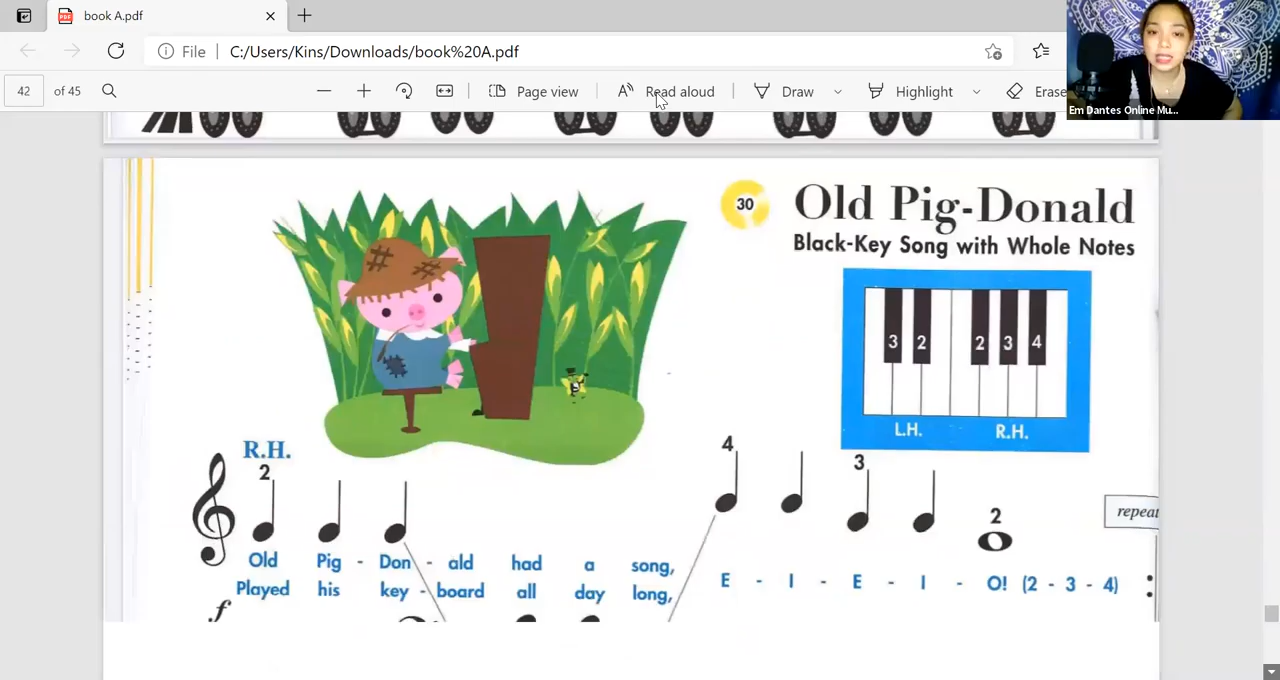 book A.pdf
File
C:/Users/Kins/Downloads/book%20A.pdf
42 of 45
Page view
Read aloud
Draw
Highlight
Erase
Em Dantes Online Mu...
30
Old Pig-Donald
Black-Key Song with Whole Notes
3 2 2 3 4
L.H. R.H.
R.H.
2
4
3
2
repeat
Old Pig - Don - ald had a song,
E - I - E - I - O! (2 - 3 - 4)
Played his key - board all day long,
f